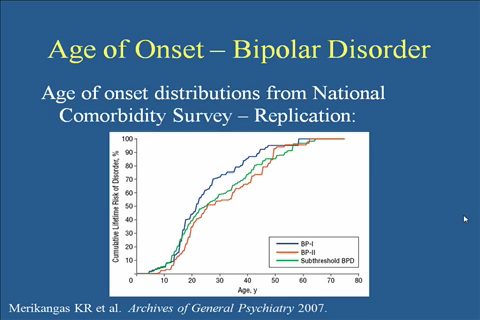 Age of Onset – Bipolar Disorder
Age of onset distributions from National
Comorbidity Survey – Replication:
Cumulative Lifetime Risk of Disorder, %
100
90
80
70
60
50
40
30
20
10
BP-I
BP-II
Subthreshold BPD
0 10 20 30 40 50 60 70 80
Age, y
Merikangas KR et al. Archives of General Psychiatry 2007.